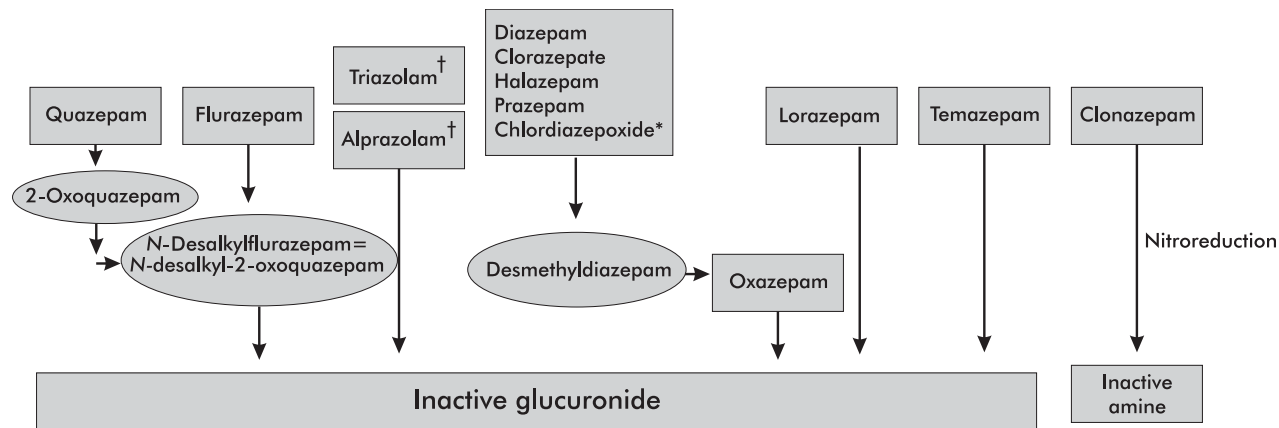 Quazepam
Flurazepam
Triazolam†
Alprazolam†
Diazepam
Clorazepate
Halazepam
Prazepam
Chlordiazepoxide*
Lorazepam
Temazepam
Clonazepam
2-Oxoquazepam
N-Desalkylflurazepam=
N-desalkyl-2-oxoquazepam
Desmethyldiazepam
Oxazepam
Nitroreduction
Inactive glucuronide
Inactive
amine